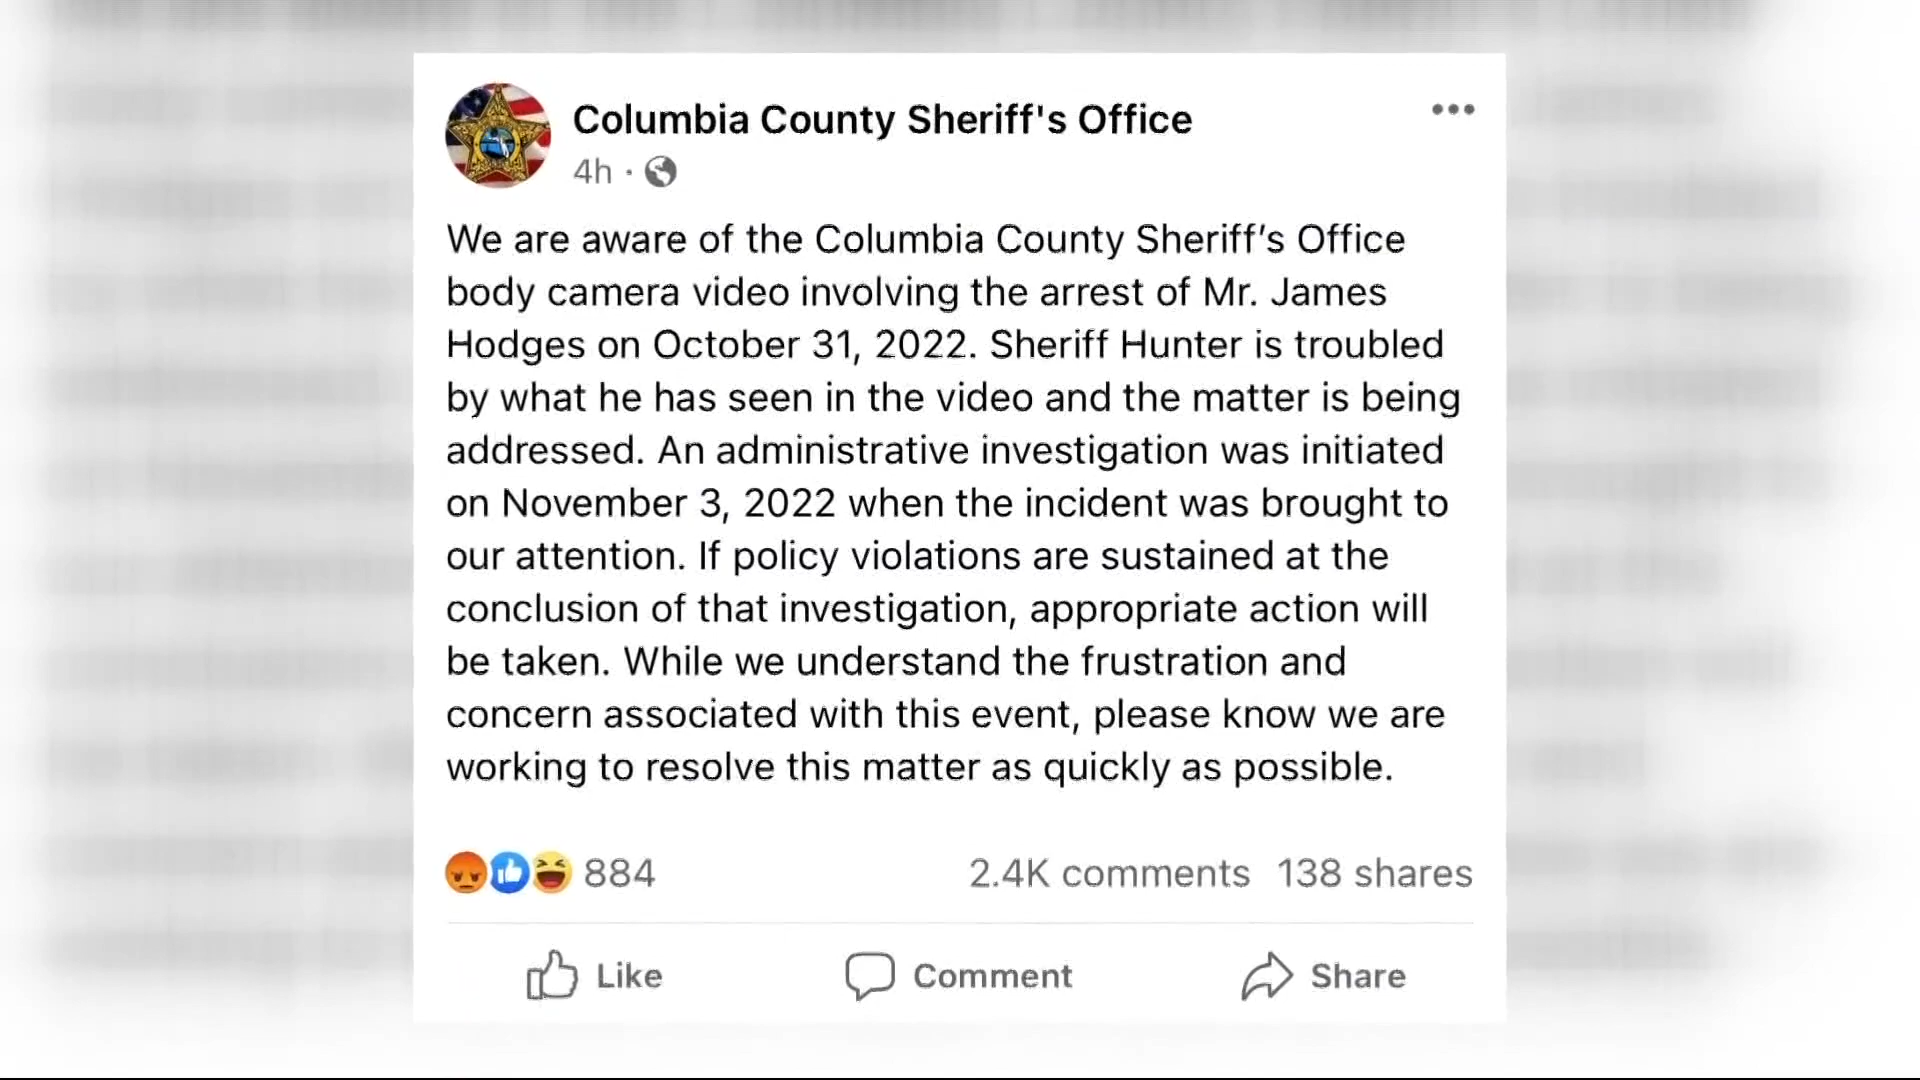 Columbia County Sheriff's Office
4h ·
We are aware of the Columbia County Sheriff’s Office
body camera video involving the arrest of Mr. James
Hodges on October 31, 2022. Sheriff Hunter is troubled
by what he has seen in the video and the matter is being
addressed. An administrative investigation was initiated
on November 3, 2022 when the incident was brought to
our attention. If policy violations are sustained at the
conclusion of that investigation, appropriate action will
be taken. While we understand the frustration and
concern associated with this event, please know we are
working to resolve this matter as quickly as possible.
884 2.4K comments 138 shares
Like Comment Share